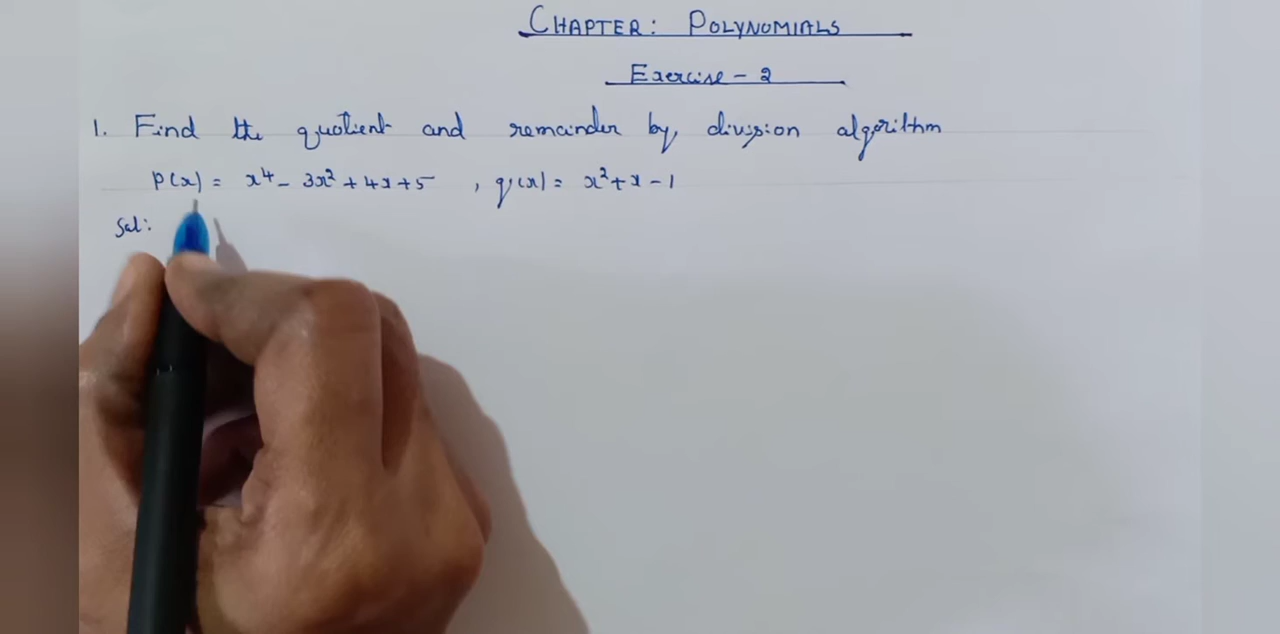 CHAPTER: POLYNOMIALS
Exercise - 2
1. Find the quotient and remainder by, division algorithm
P(x) = x⁴ - 3x² + 4x + 5 , q(x) = x² + x - 1
Sol: